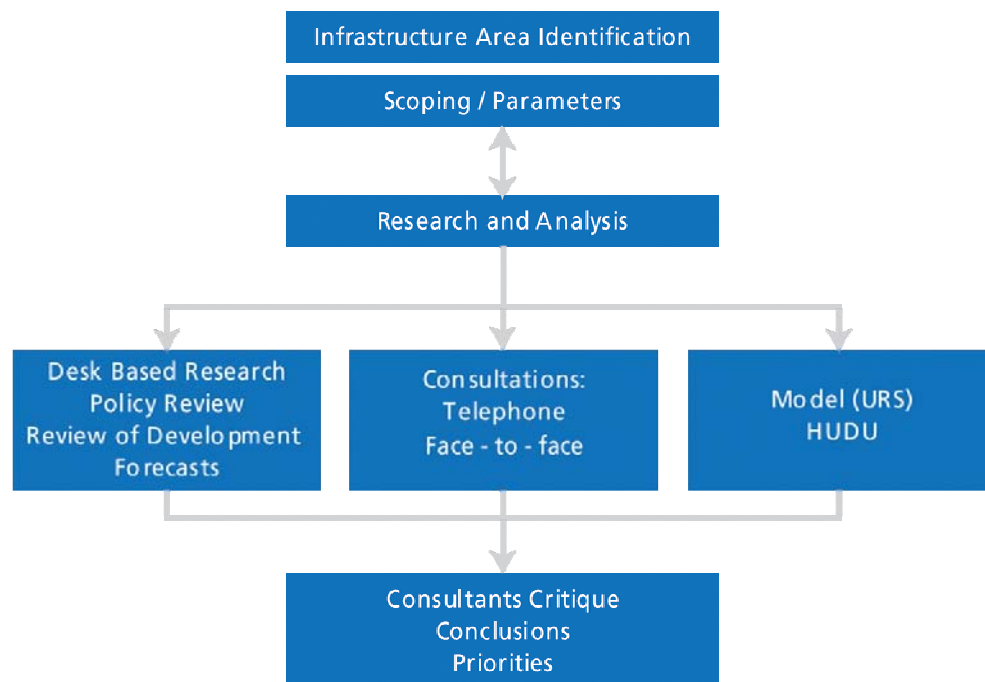 Infrastructure Area Identification
Scoping / Parameters
Research and Analysis
Desk Based Research
Policy Review
Review of Development
Forecasts
Consultations:
Telephone
Face - to - face
Model (URS)
HUDU
Consultants Critique
Conclusions
Priorities